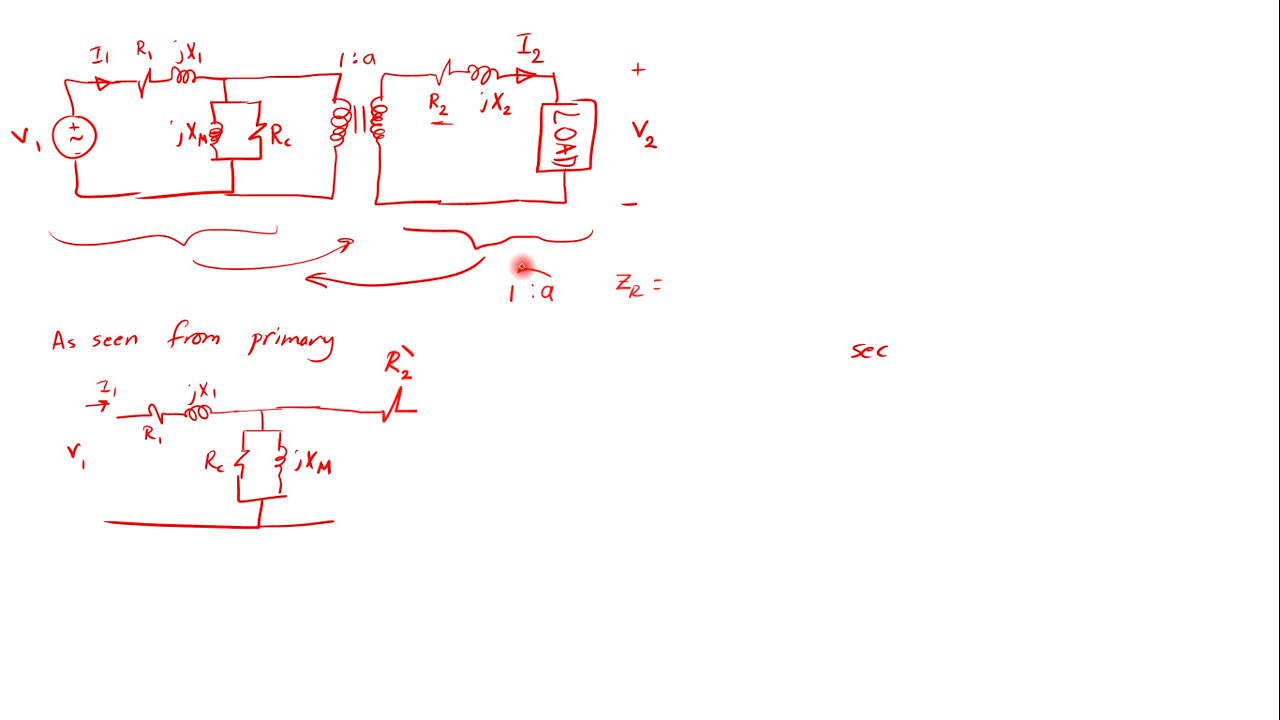 I₁ R₁ jX₁ 1:a I₂
+
R₂ jX₂
V₁ + ~ - jXM Rc LOAD V₂
-
1:a ZR =
As seen from primary sec
R₂`
I₁ jX₁
R₁
V₁ Rc jXM